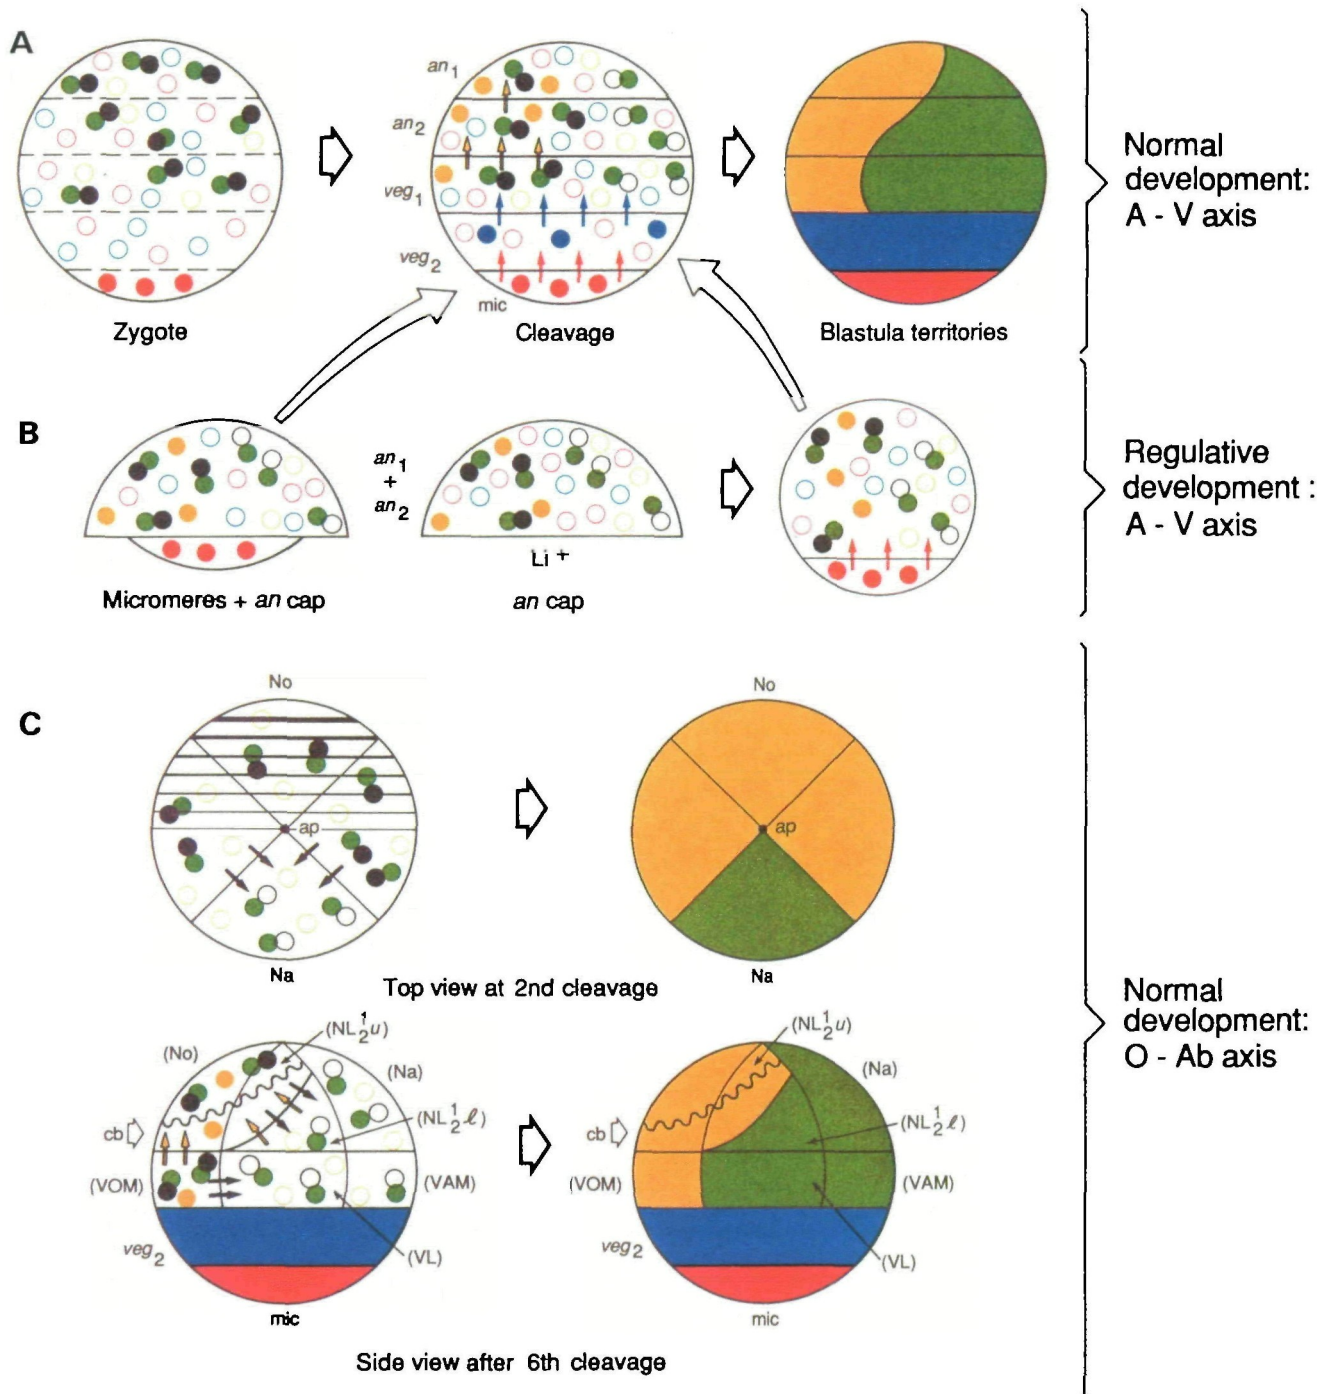 A
an1
an2
veg1
veg2
mic
Zygote
Cleavage
Blastula territories
Normal
development:
A - V axis
B
an1
+
an2
Li +
Micromeres + an cap
an cap
Regulative
development :
A - V axis
C
No
No
ap
ap
Na
Na
Top view at 2nd cleavage
(No)
(NL½u)
(Na)
cb
(NL½ℓ)
(VOM)
(VAM)
veg2
(VL)
mic
(NL½u)
(Na)
cb
(NL½ℓ)
(VOM)
(VAM)
veg2
(VL)
mic
Side view after 6th cleavage
Normal
development:
O - Ab axis